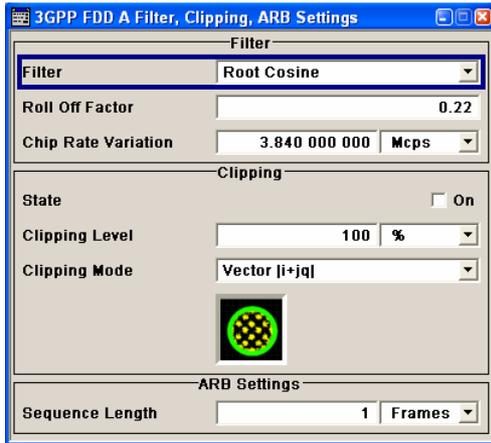 3GPP FDD A Filter, Clipping, ARB Settings
Filter
Filter Root Cosine
Roll Off Factor 0.22
Chip Rate Variation 3.840 000 000 Mcps
Clipping
State On
Clipping Level 100 %
Clipping Mode Vector |i+jq|
ARB Settings
Sequence Length 1 Frames